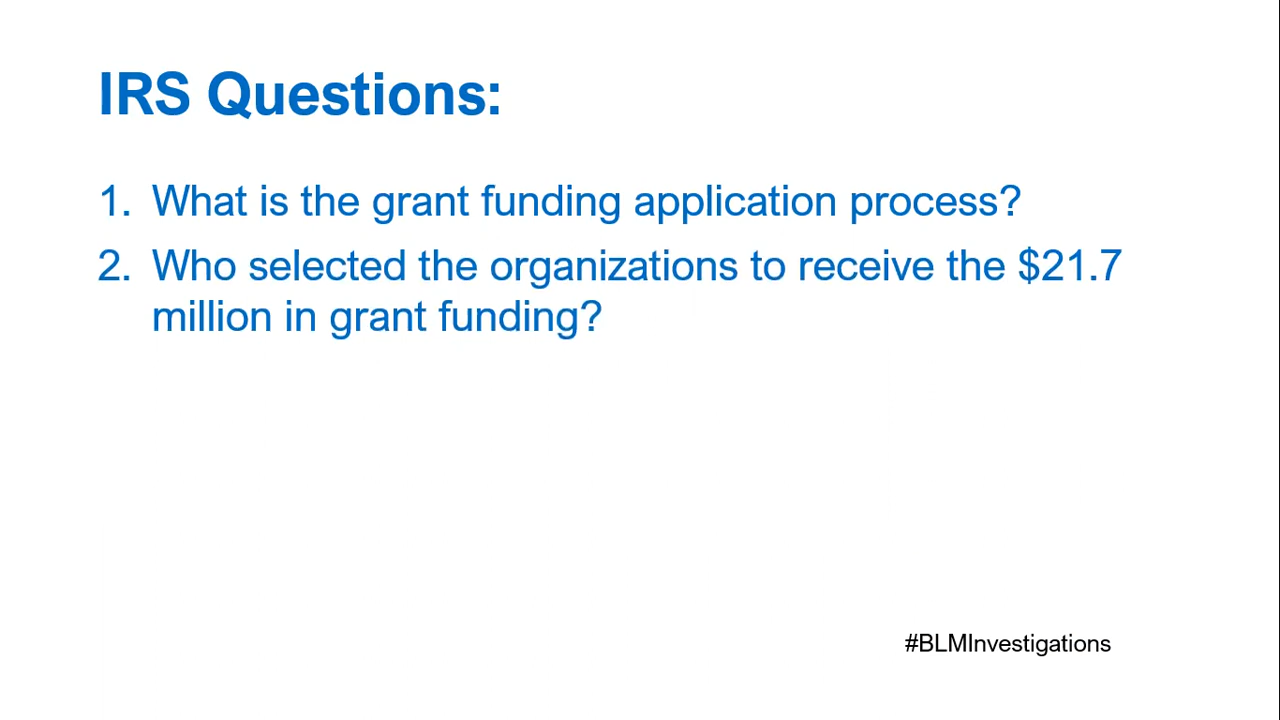 IRS Questions:
1. What is the grant funding application process?
2. Who selected the organizations to receive the $21.7
million in grant funding?
#BLMInvestigations